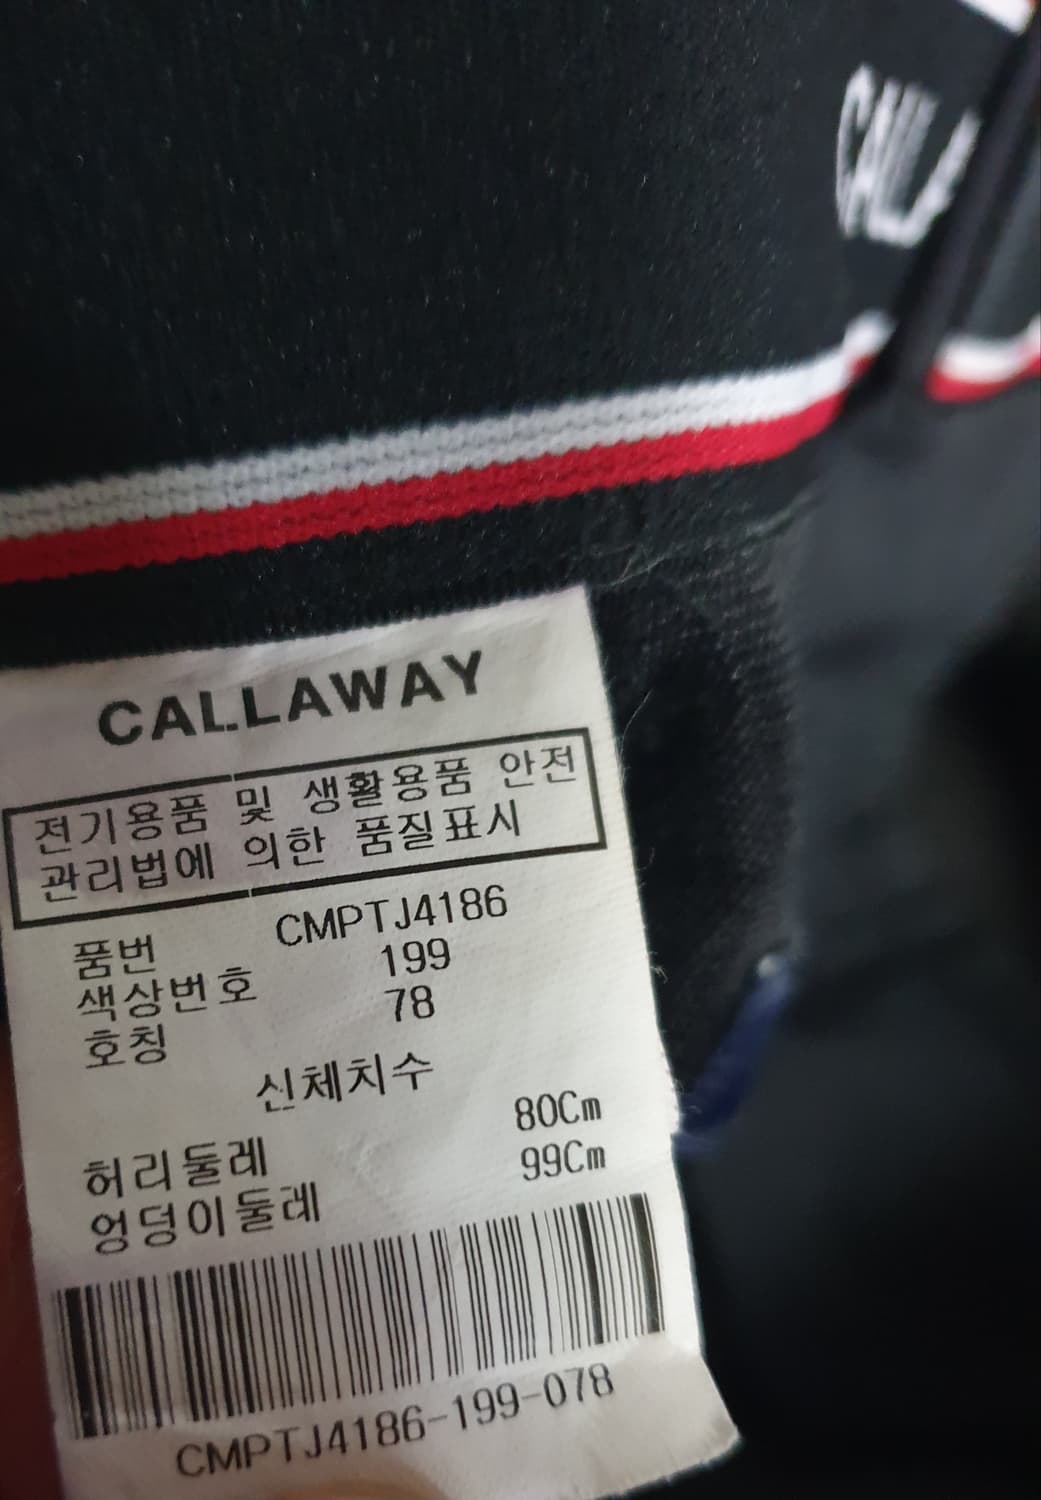 CALLA
CALLAWAY
전기용품 및 생활용품 안전
관리법에 의한 품질표시
품번 CMPTJ4186
색상번호 199
호칭 78
신체치수
허리둘레 80Cm
엉덩이둘레 99Cm
CMPTJ4186-199-078